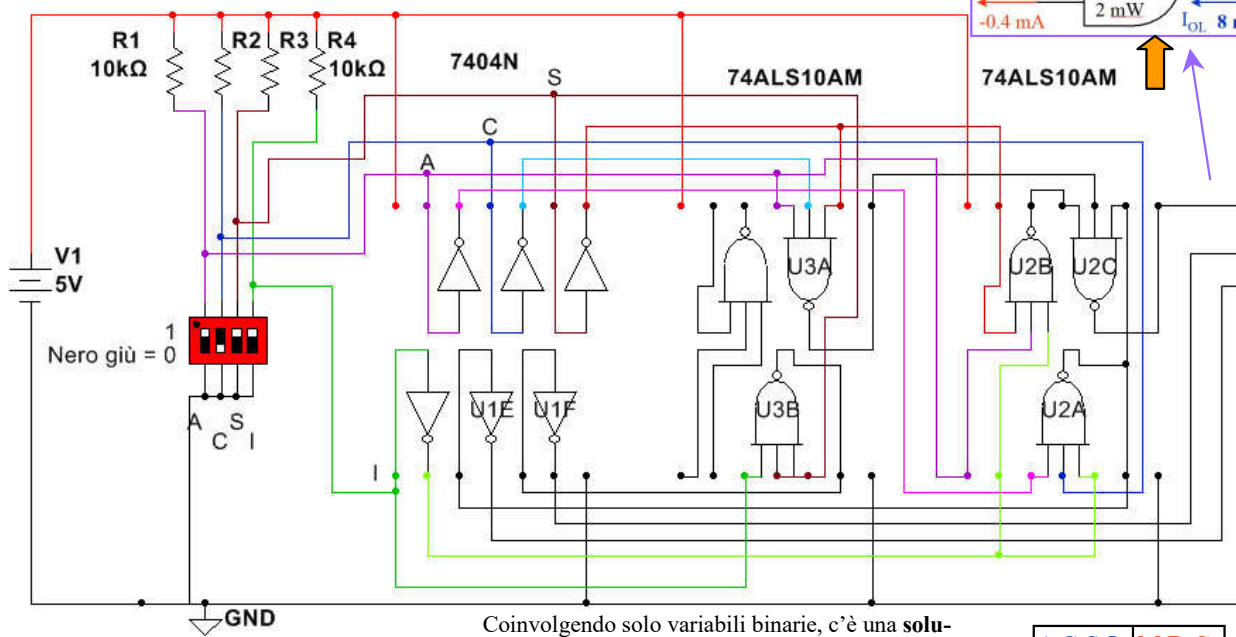 -0.4 mA
2 mW
I_OL 8
R1
R2
R3
R4
10kΩ
10kΩ
7404N
S
74ALS10AM
74ALS10AM
C
A
V1
5V
U3A
U2B
U2C
1
Nero giù = 0
U1E
U1F
U3B
U2A
A
C
S
I
I
GND
Coinvolgendo solo variabili binarie, c'è una solu-